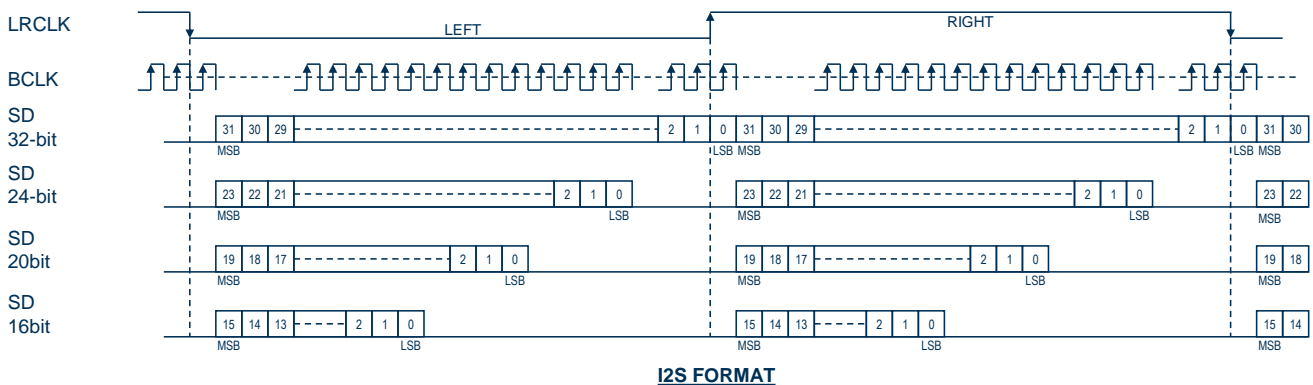 LRCLK LEFT RIGHT
BCLK
SD
32-bit 31 30 29 2 1 0 31 30 29 2 1 0 31 30
MSB LSB MSB LSB MSB
SD
24-bit 23 22 21 2 1 0 23 22 21 2 1 0 23 22
MSB LSB MSB LSB MSB
SD
20bit 19 18 17 2 1 0 19 18 17 2 1 0 19 18
MSB LSB MSB LSB MSB
SD
16bit 15 14 13 2 1 0 15 14 13 2 1 0 15 14
MSB LSB MSB LSB MSB
I2S FORMAT